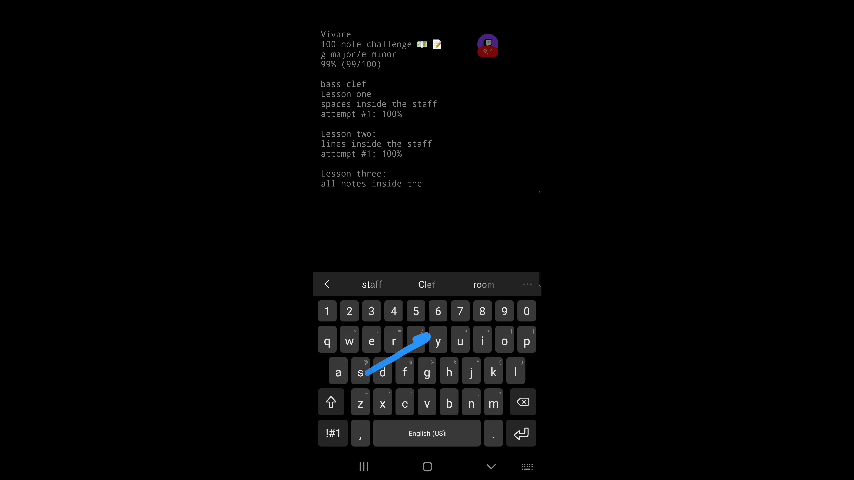 Vivace
100 note challenge 💵 📝
g major/e minor
99% (99/100)
bass clef
Lesson one
spaces inside the staff
attempt #1: 100%
Lesson two:
lines inside the staff
attempt #1: 100%
Lesson three:
all notes inside the
staff Clef room
1 2 3 4 5 6 7 8 9 0
q w e r y u i o p
a s d f g h j k l
z x c v b n m
!#1 , English (US) .